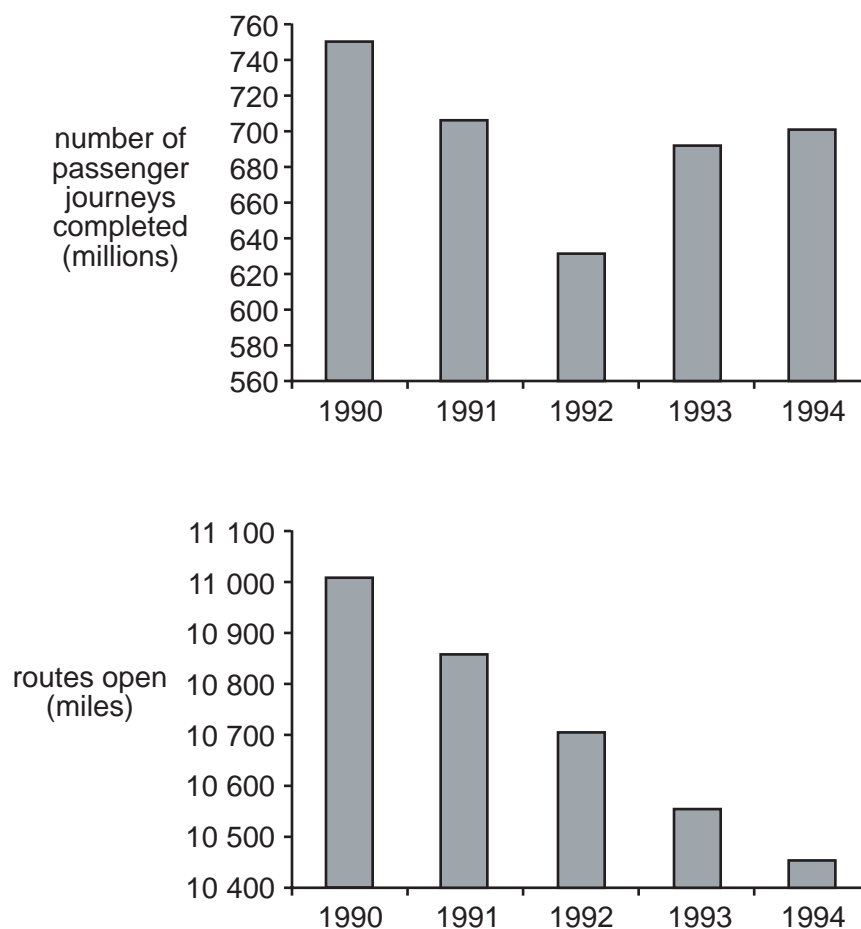 760
740
720
700
680
660
640
620
600
580
560
number of
passenger
journeys
completed
(millions)
1990 1991 1992 1993 1994
11 100
11 000
10 900
10 800
10 700
10 600
10 500
10 400
routes open
(miles)
1990 1991 1992 1993 1994